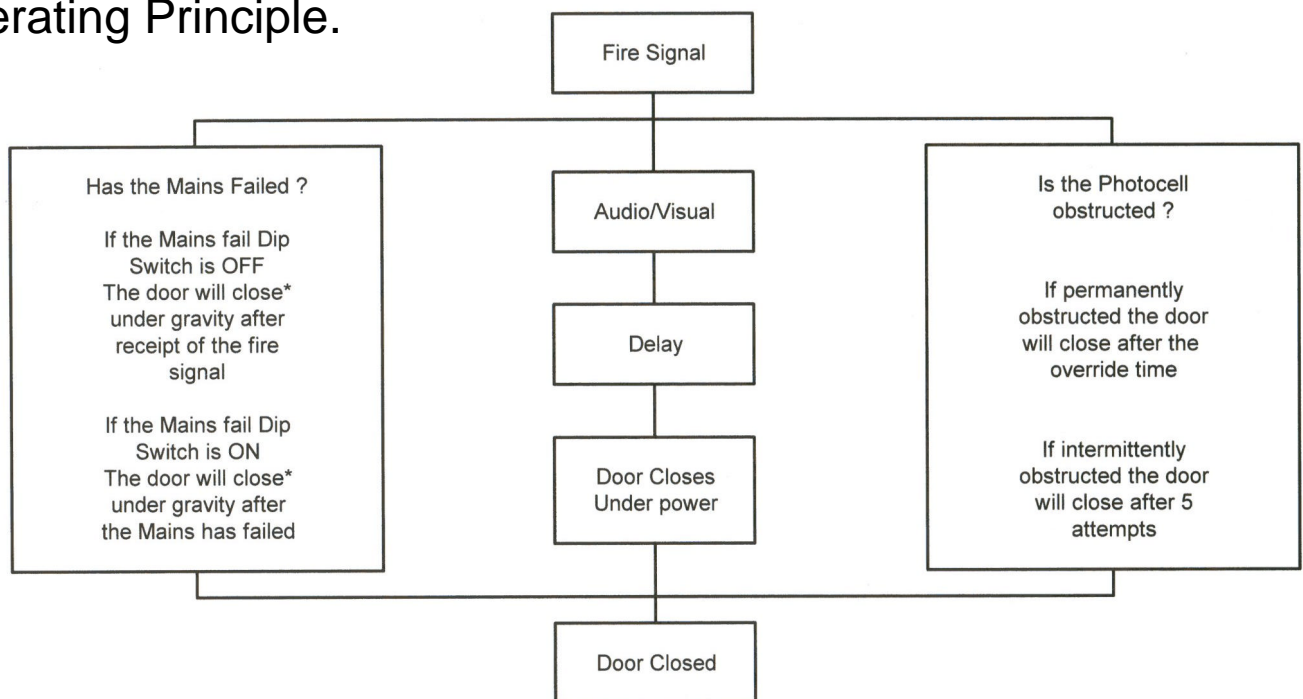 erating Principle.
Fire Signal
Has the Mains Failed ?
If the Mains fail Dip
Switch is OFF
The door will close*
under gravity after
receipt of the fire
signal
If the Mains fail Dip
Switch is ON
The door will close*
under gravity after
the Mains has failed
Audio/Visual
Delay
Door Closes
Under power
Is the Photocell
obstructed ?
If permanently
obstructed the door
will close after the
override time
If intermittently
obstructed the door
will close after 5
attempts
Door Closed